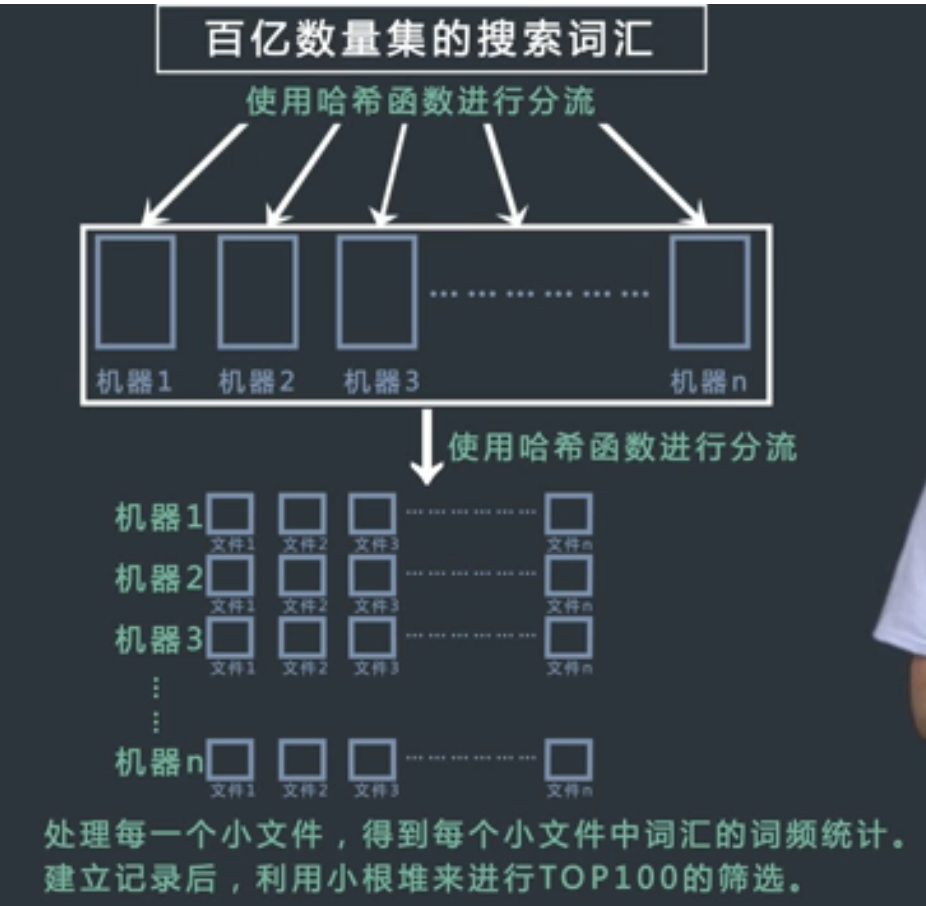 百亿数量集的搜索词汇
使用哈希函数进行分流
………………
机器1 机器2 机器3 机器n
使用哈希函数进行分流
机器1 ………………
文件1 文件2 文件3 文件n
机器2 ………………
文件1 文件2 文件3 文件n
机器3 ………………
文件1 文件2 文件3 文件n
……
机器n ………………
文件1 文件2 文件3 文件n
处理每一个小文件，得到每个小文件中词汇的词频统计。
建立记录后，利用小根堆来进行TOP100的筛选。